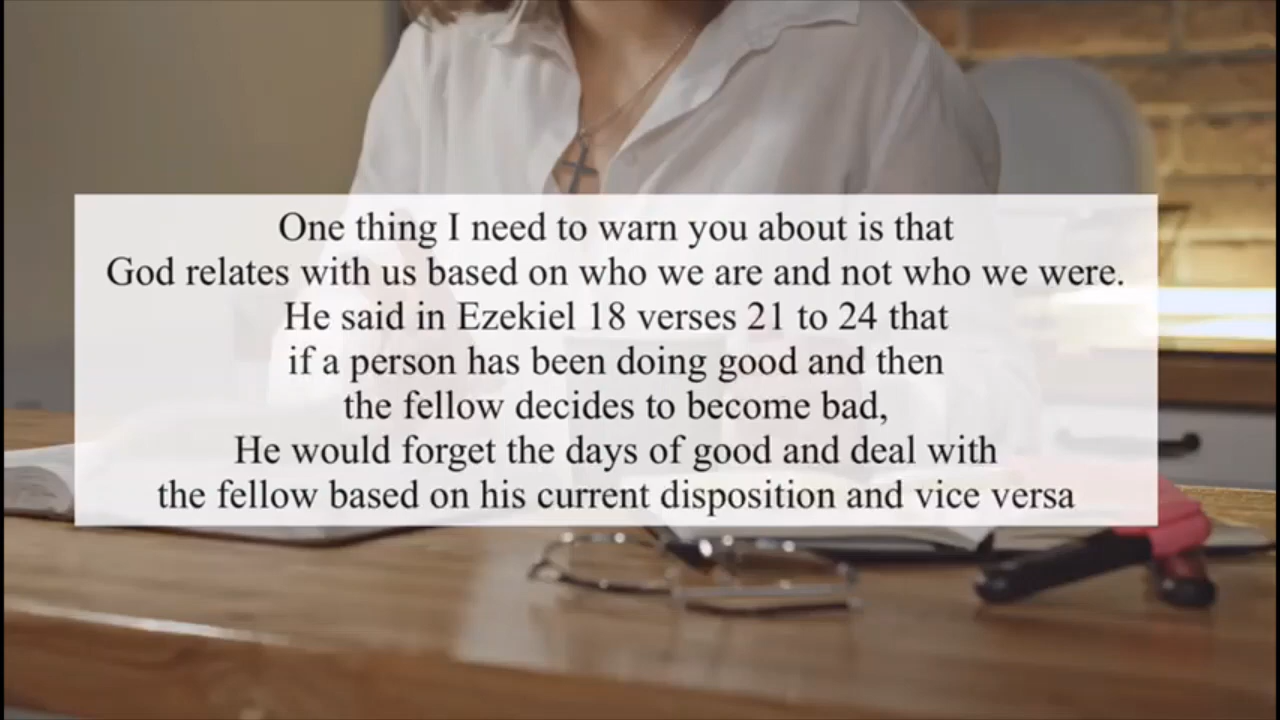 One thing I need to warn you about is that
God relates with us based on who we are and not who we were.
He said in Ezekiel 18 verses 21 to 24 that
if a person has been doing good and then
the fellow decides to become bad,
He would forget the days of good and deal with
the fellow based on his current disposition and vice versa